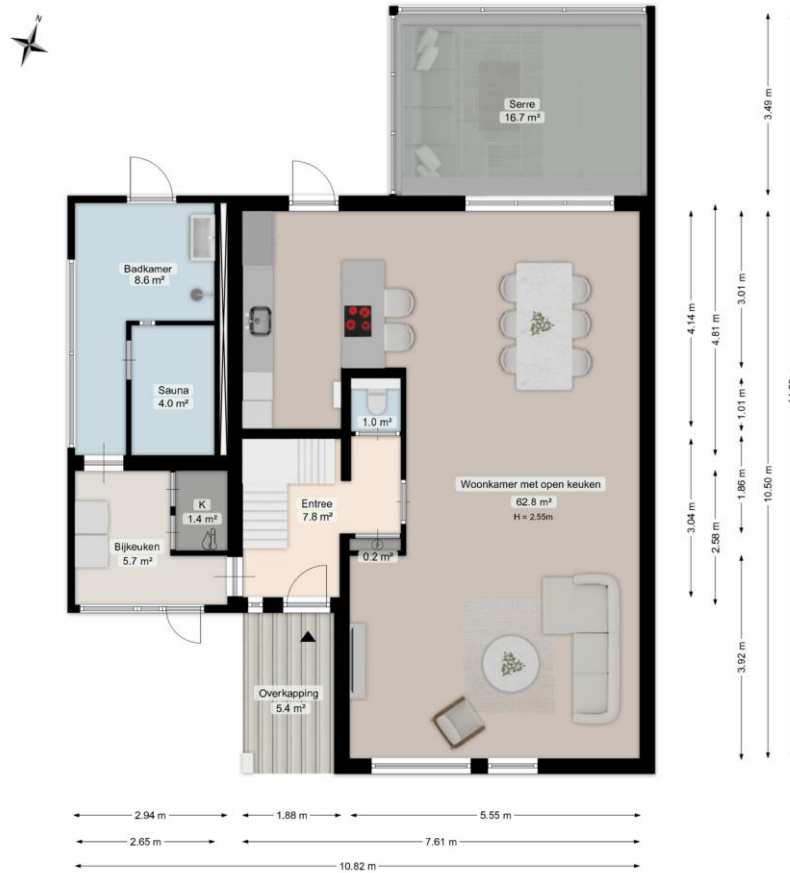 N
Serre
16.7 m²
3.49 m
Badkamer
8.6 m²
Sauna
4.0 m²
1.0 m²
K
1.4 m²
Entree
7.8 m²
Bijkeuken
5.7 m²
0.2 m²
Woonkamer met open keuken
62.8 m²
H = 2.55m
Overkapping
5.4 m²
4.14 m
3.04 m
4.81 m
2.58 m
3.01 m
1.01 m
1.86 m
3.92 m
10.50 m
2.94 m
1.88 m
5.55 m
2.65 m
7.61 m
10.82 m